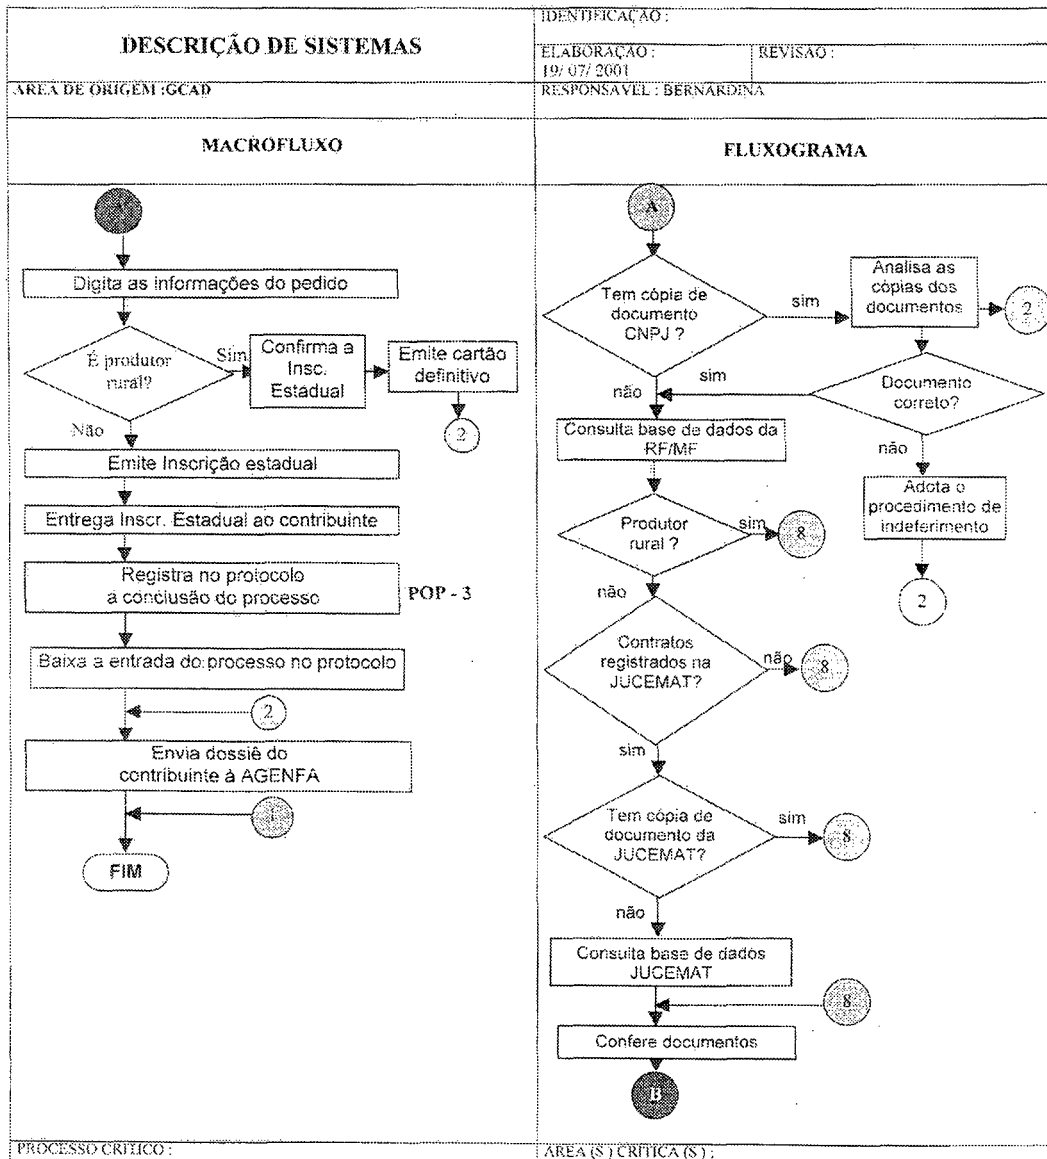 DESCRIÇÃO DE SISTEMAS
IDENTIFICAÇÃO :
ELABORAÇÃO :
19/ 07/ 2001
REVISAO :
AREA DE ORIGEM :GCAD
RESPONSAVEL : BERNARDINA
MACROFLUXO
A
Digita as informações do pedido
É produtor
rural?
Sim
Confirma a
Insc.
Estadual
Emite cartão
definitivo
2
Não
Emite Inscrição estadual
Entrega Inscr. Estadual ao contribuinte
Registra no protocolo
a conclusão do processo
POP - 3
Baixa a entrada do processo no protocolo
2
Envia dossiê do
contribuinte à AGENFA
1
FIM
FLUXOGRAMA
A
Tem cópia de
documento
CNPJ ?
sim
Analisa as
cópias dos
documentos
2
Documento
correto?
sim
não
não
Adota o
procedimento de
indeferimento
2
Consulta base de dados da
RF/MF
Produtor
rural ?
sim
8
não
Contratos
registrados na
JUCEMAT?
não
8
sim
Tem cópia de
documento da
JUCEMAT?
sim
8
não
Consulta base de dados
JUCEMAT
8
Confere documentos
B
PROCESSO CRITICO :
AREA (S ) CRITICA (S ) :